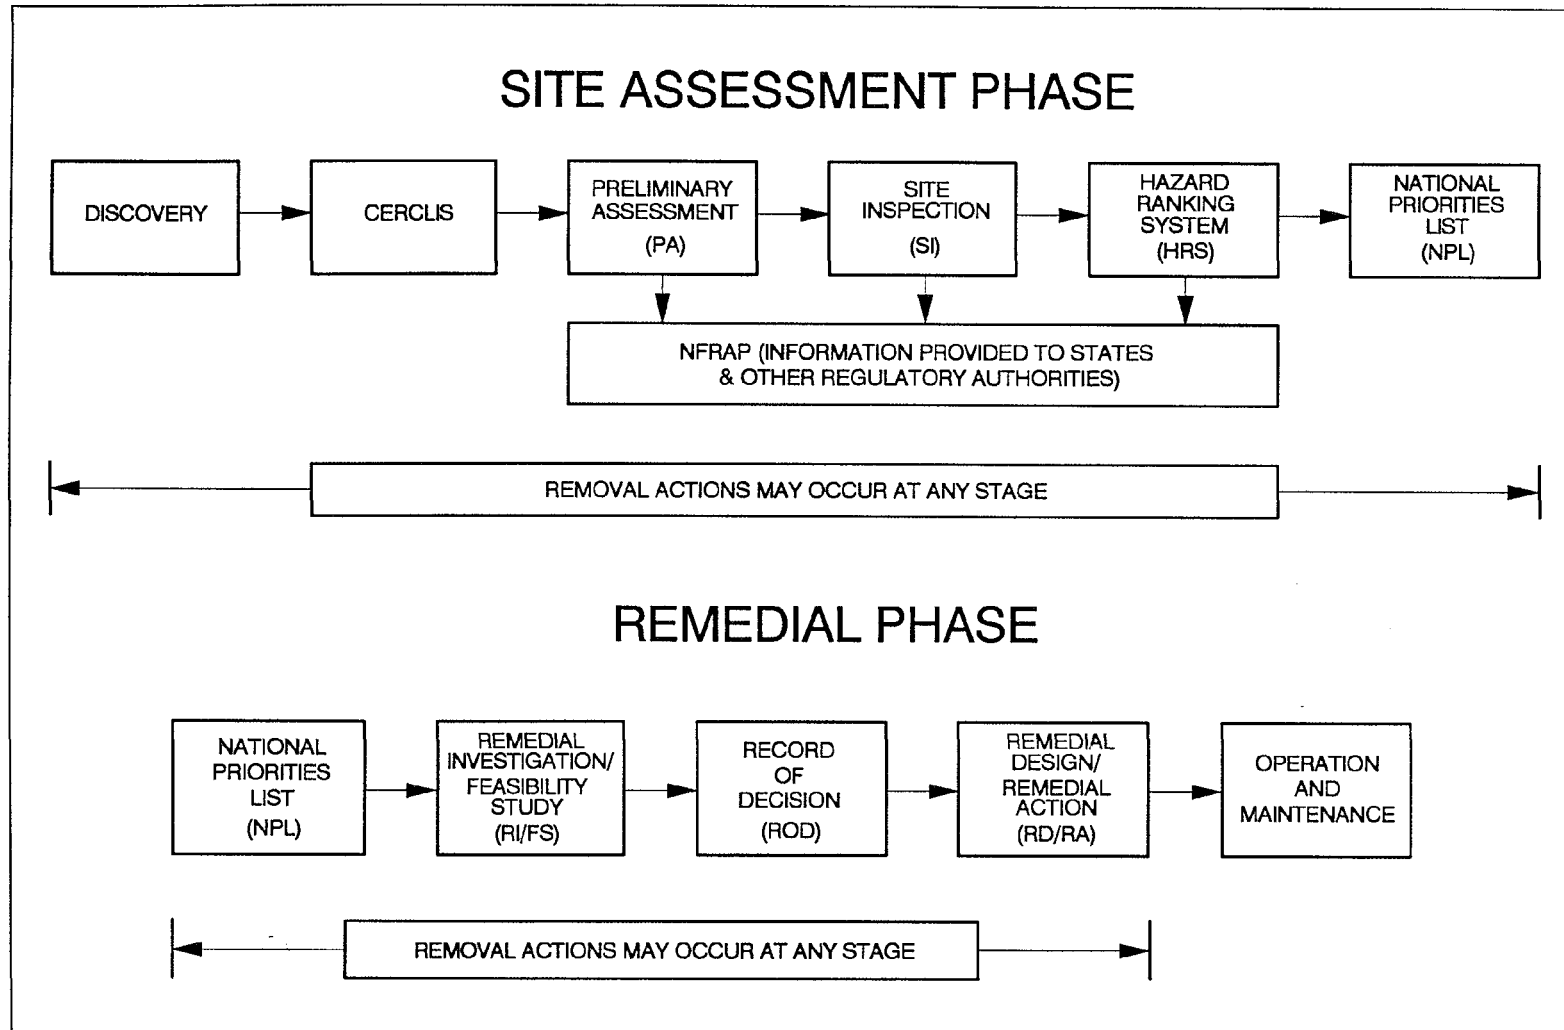 SITE ASSESSMENT PHASE
DISCOVERY
CERCLIS
PRELIMINARY
ASSESSMENT
(PA)
SITE
INSPECTION
(SI)
HAZARD
RANKING
SYSTEM
(HRS)
NATIONAL
PRIORITIES
LIST
(NPL)
NFRAP (INFORMATION PROVIDED TO STATES
& OTHER REGULATORY AUTHORITIES)
REMOVAL ACTIONS MAY OCCUR AT ANY STAGE
REMEDIAL PHASE
NATIONAL
PRIORITIES
LIST
(NPL)
REMEDIAL
INVESTIGATION/
FEASIBILITY
STUDY
(RI/FS)
RECORD
OF
DECISION
(ROD)
REMEDIAL
DESIGN/
REMEDIAL
ACTION
(RD/RA)
OPERATION
AND
MAINTENANCE
REMOVAL ACTIONS MAY OCCUR AT ANY STAGE